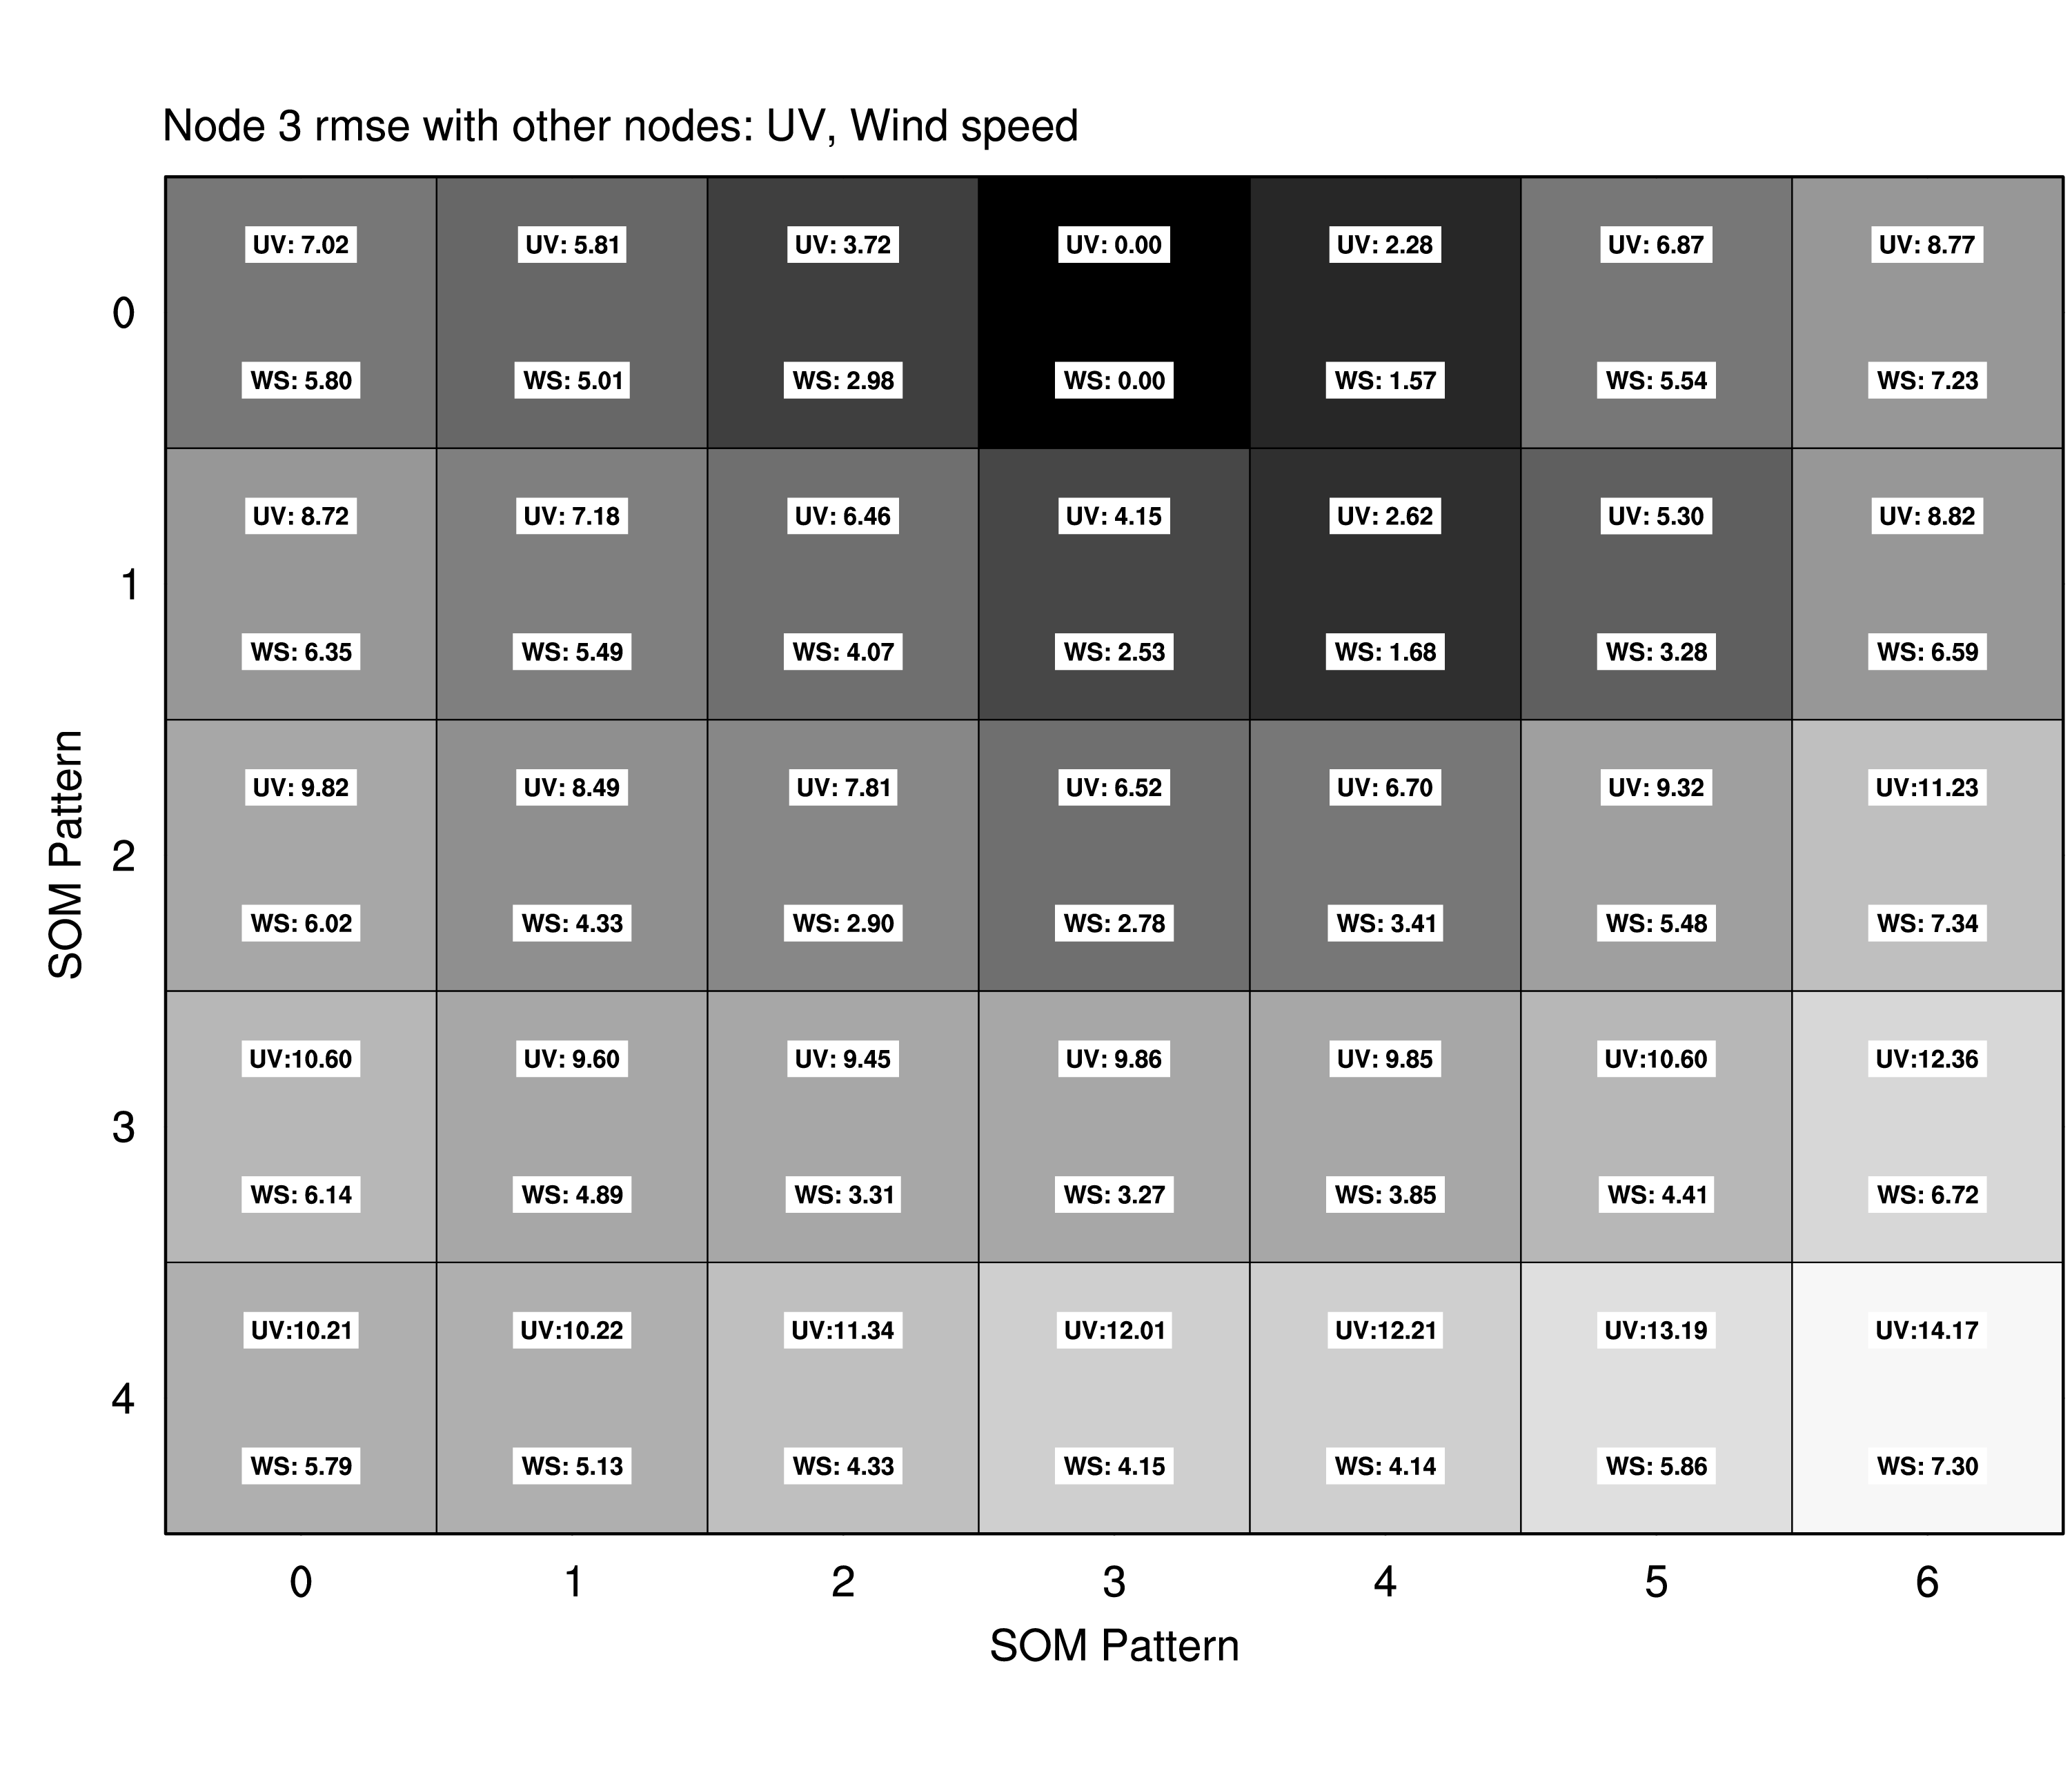 Node 3 rmse with other nodes: UV, Wind speed
UV: 7.02 UV: 5.81 UV: 3.72 UV: 0.00 UV: 2.28 UV: 6.87 UV: 8.77
0
WS: 5.80 WS: 5.01 WS: 2.98 WS: 0.00 WS: 1.57 WS: 5.54 WS: 7.23
UV: 8.72 UV: 7.18 UV: 6.46 UV: 4.15 UV: 2.62 UV: 5.30 UV: 8.82
1
WS: 6.35 WS: 5.49 WS: 4.07 WS: 2.53 WS: 1.68 WS: 3.28 WS: 6.59
UV: 9.82 UV: 8.49 UV: 7.81 UV: 6.52 UV: 6.70 UV: 9.32 UV:11.23
2
WS: 6.02 WS: 4.33 WS: 2.90 WS: 2.78 WS: 3.41 WS: 5.48 WS: 7.34
UV:10.60 UV: 9.60 UV: 9.45 UV: 9.86 UV: 9.85 UV:10.60 UV:12.36
3
WS: 6.14 WS: 4.89 WS: 3.31 WS: 3.27 WS: 3.85 WS: 4.41 WS: 6.72
UV:10.21 UV:10.22 UV:11.34 UV:12.01 UV:12.21 UV:13.19 UV:14.17
4
WS: 5.79 WS: 5.13 WS: 4.33 WS: 4.15 WS: 4.14 WS: 5.86 WS: 7.30
SOM Pattern
0 1 2 3 4 5 6
SOM Pattern